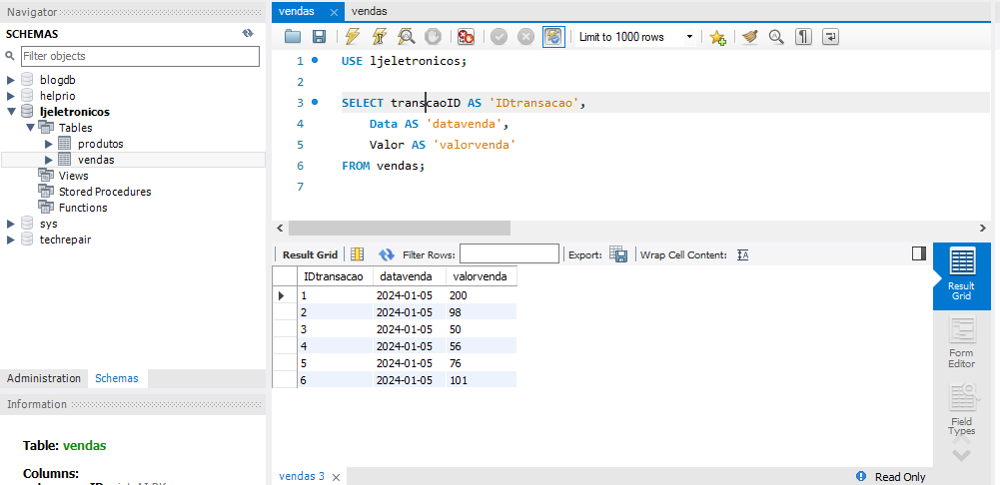 Navigator
SCHEMAS
Filter objects
blogdb
helprio
ljeletronicos
Tables
produtos
vendas
Views
Stored Procedures
Functions
sys
techrepair
Administration Schemas
Information
Table: vendas
Columns:
vendas × vendas
Limit to 1000 rows
1 USE ljeletronicos;
2
3 SELECT transcaoID AS 'IDtransacao',
4 Data AS 'datavenda',
5 Valor AS 'valorvenda'
6 FROM vendas;
7
Result Grid Filter Rows: Export: Wrap Cell Content: IA
IDtransacao datavenda valorvenda
1 2024-01-05 200
2 2024-01-05 98
3 2024-01-05 50
4 2024-01-05 56
5 2024-01-05 76
6 2024-01-05 101
Result
Grid
Form
Editor
Field
Types
vendas 3 × Read Only